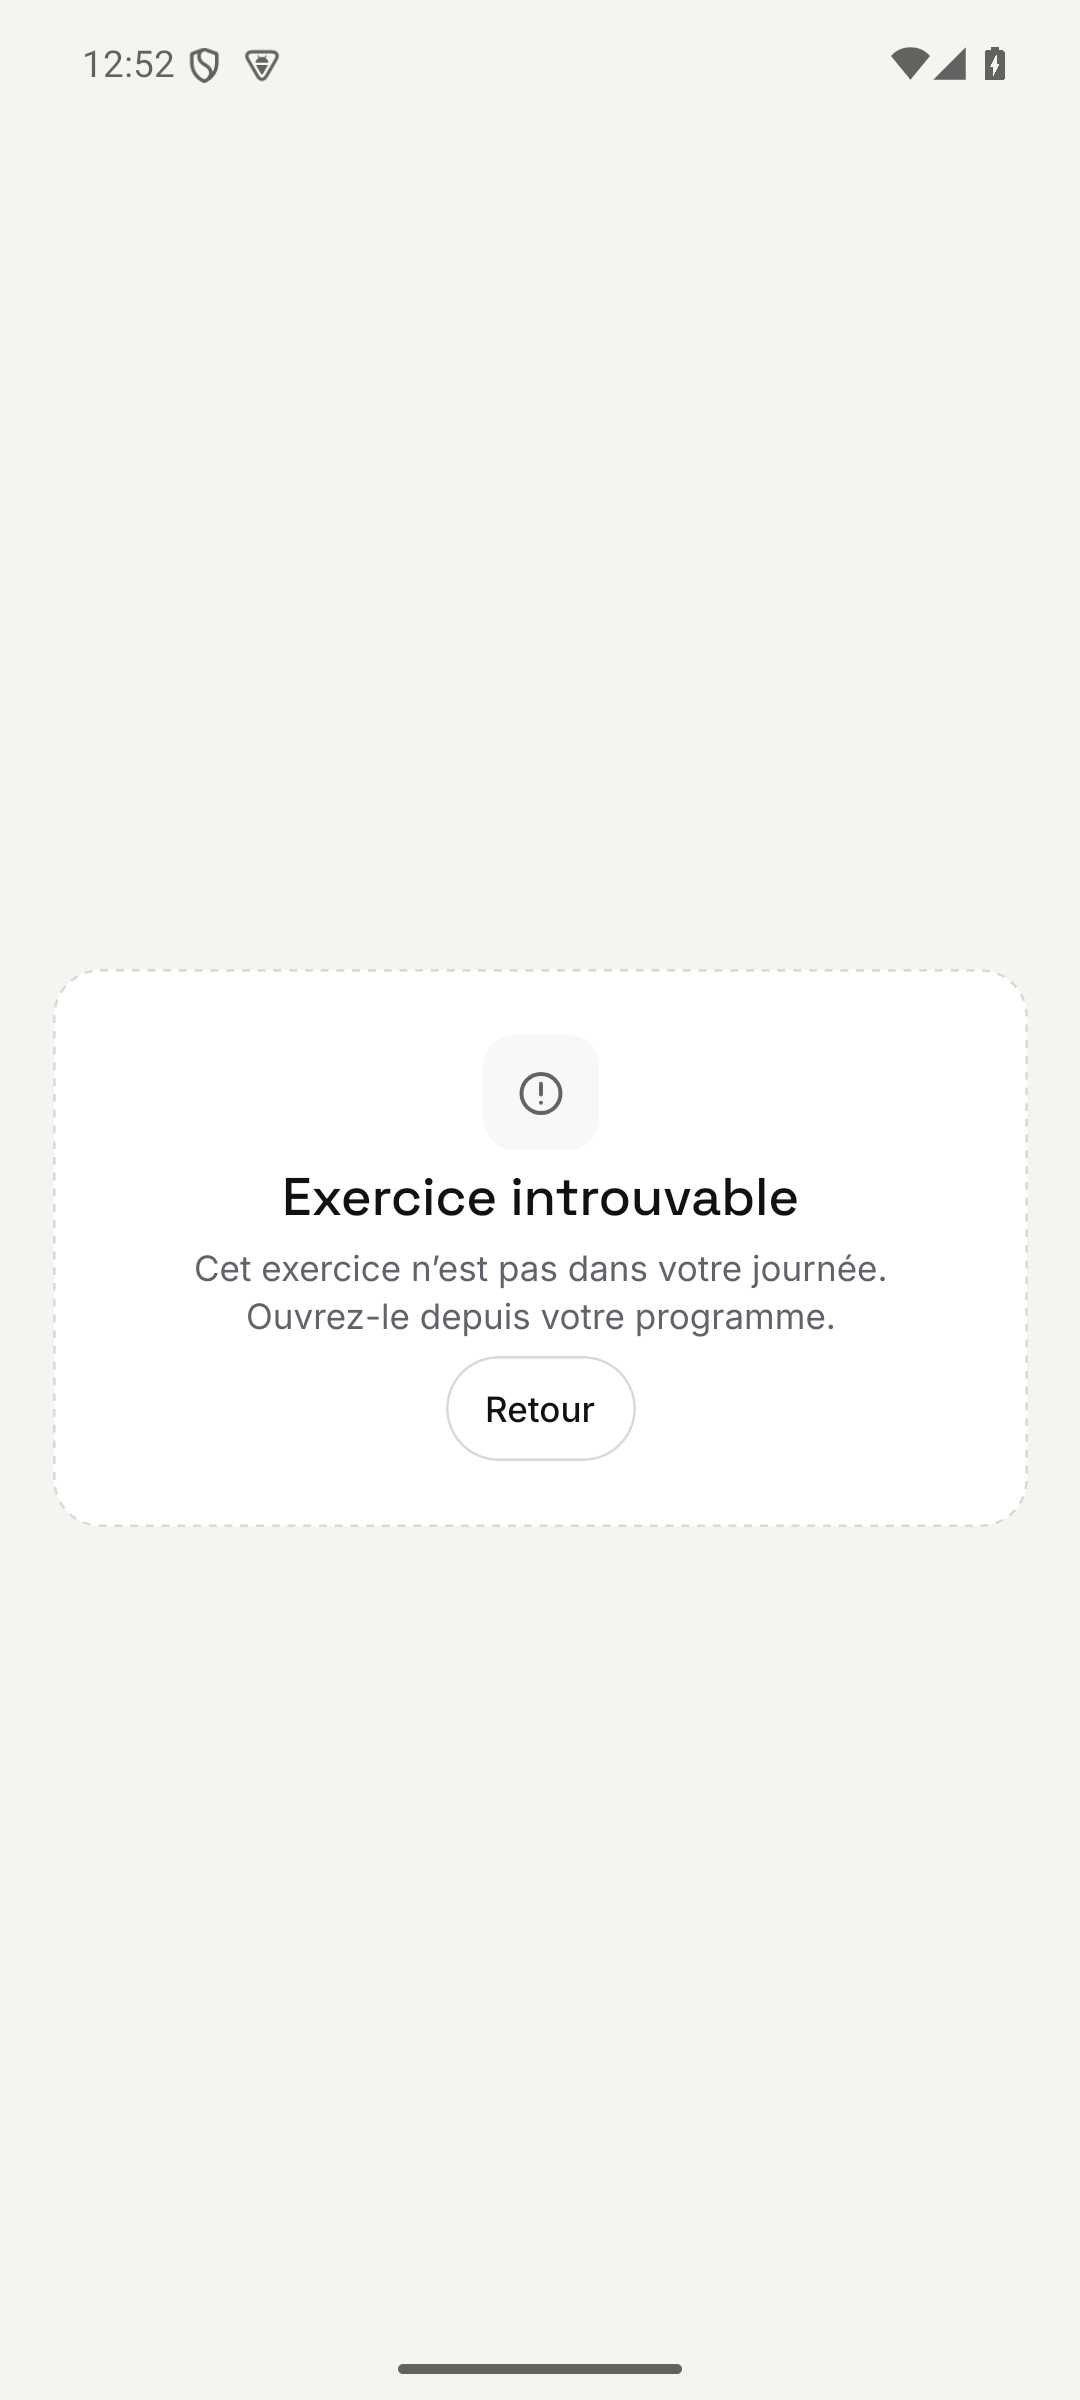 12:52
Exercice introuvable
Cet exercice n’est pas dans votre journée.
Ouvrez-le depuis votre programme.
Retour